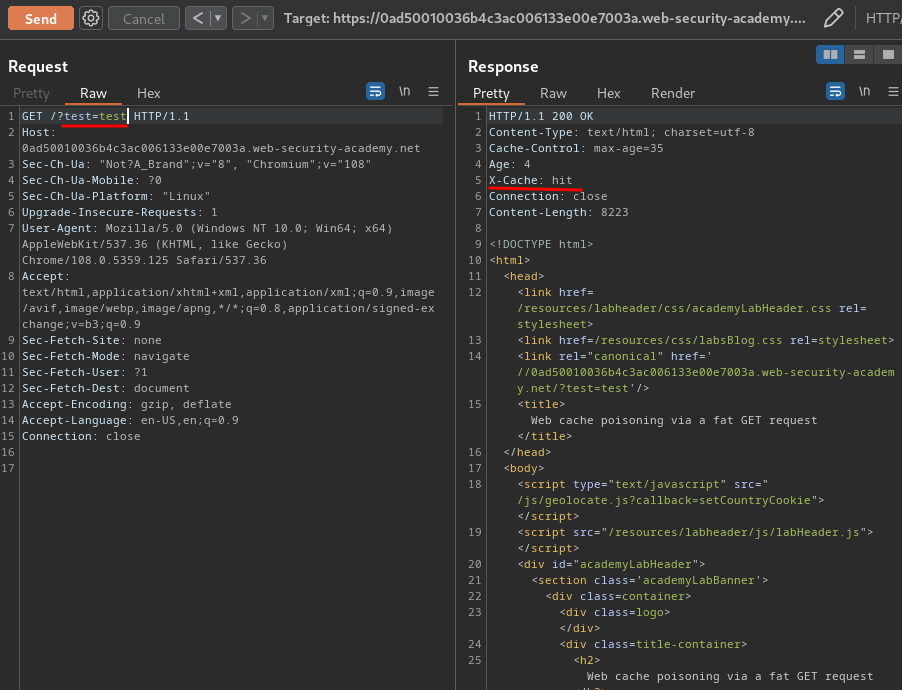 Send Cancel < ▾ > ▾ Target: https://0ad50010036b4c3ac006133e00e7003a.web-security-academy.... HTTP/
Request
Pretty Raw Hex \n
1 GET /?test=test HTTP/1.1
2 Host:
0ad50010036b4c3ac006133e00e7003a.web-security-academy.net
3 Sec-Ch-Ua: "Not?A_Brand";v="8", "Chromium";v="108"
4 Sec-Ch-Ua-Mobile: ?0
5 Sec-Ch-Ua-Platform: "Linux"
6 Upgrade-Insecure-Requests: 1
7 User-Agent: Mozilla/5.0 (Windows NT 10.0; Win64; x64)
AppleWebKit/537.36 (KHTML, like Gecko)
Chrome/108.0.5359.125 Safari/537.36
8 Accept:
text/html,application/xhtml+xml,application/xml;q=0.9,image
/avif,image/webp,image/apng,*/*;q=0.8,application/signed-ex
change;v=b3;q=0.9
9 Sec-Fetch-Site: none
10 Sec-Fetch-Mode: navigate
11 Sec-Fetch-User: ?1
12 Sec-Fetch-Dest: document
13 Accept-Encoding: gzip, deflate
14 Accept-Language: en-US,en;q=0.9
15 Connection: close
16
17
Response
Pretty Raw Hex Render \n
1 HTTP/1.1 200 OK
2 Content-Type: text/html; charset=utf-8
3 Cache-Control: max-age=35
4 Age: 4
5 X-Cache: hit
6 Connection: close
7 Content-Length: 8223
8
9 <!DOCTYPE html>
10 <html>
11 <head>
12 <link href=
/resources/labheader/css/academyLabHeader.css rel=
stylesheet>
13 <link href=/resources/css/labsBlog.css rel=stylesheet>
14 <link rel="canonical" href='
//0ad50010036b4c3ac006133e00e7003a.web-security-academ
y.net/?test=test'/>
15 <title>
Web cache poisoning via a fat GET request
</title>
16 </head>
17 <body>
18 <script type="text/javascript" src="
/js/geolocate.js?callback=setCountryCookie">
</script>
19 <script src="/resources/labheader/js/labHeader.js">
</script>
20 <div id="academyLabHeader">
21 <section class='academyLabBanner'>
22 <div class=container>
23 <div class=logo>
</div>
24 <div class=title-container>
25 <h2>
Web cache poisoning via a fat GET request